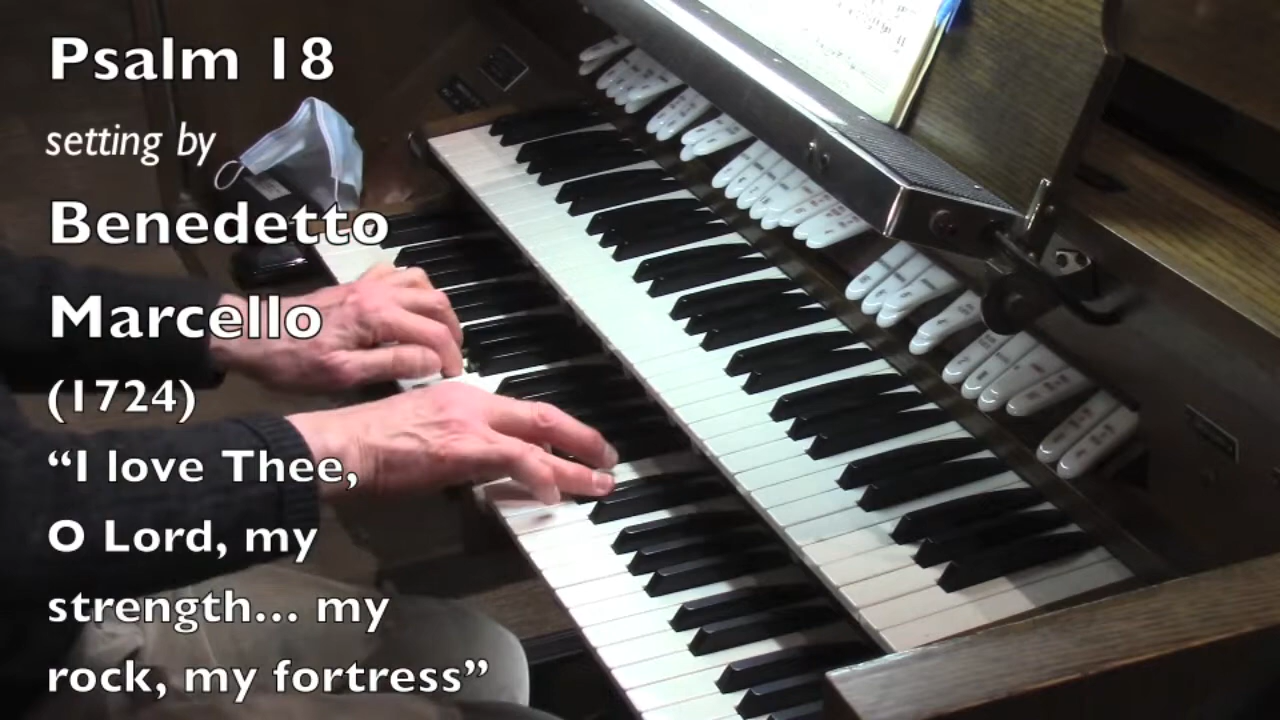 Psalm 18
setting by
Benedetto
Marcello
(1724)
“I love Thee,
O Lord, my
strength... my
rock, my fortress”